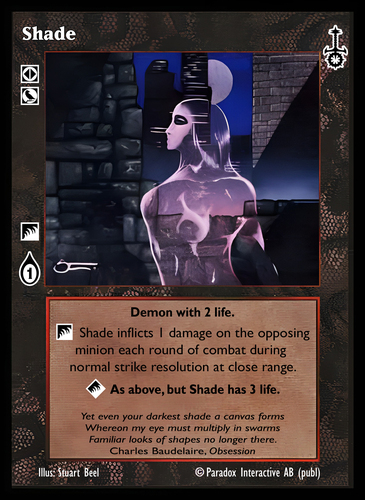 Shade
1
Demon with 2 life.
Shade inflicts 1 damage on the opposing
minion each round of combat during
normal strike resolution at close range.
As above, but Shade has 3 life.
Yet even your darkest shade a canvas forms
Whereon my eye must multiply in swarms
Familiar looks of shapes no longer there.
Charles Baudelaire, Obsession
Illus: Stuart Beel
© Paradox Interactive AB (publ)